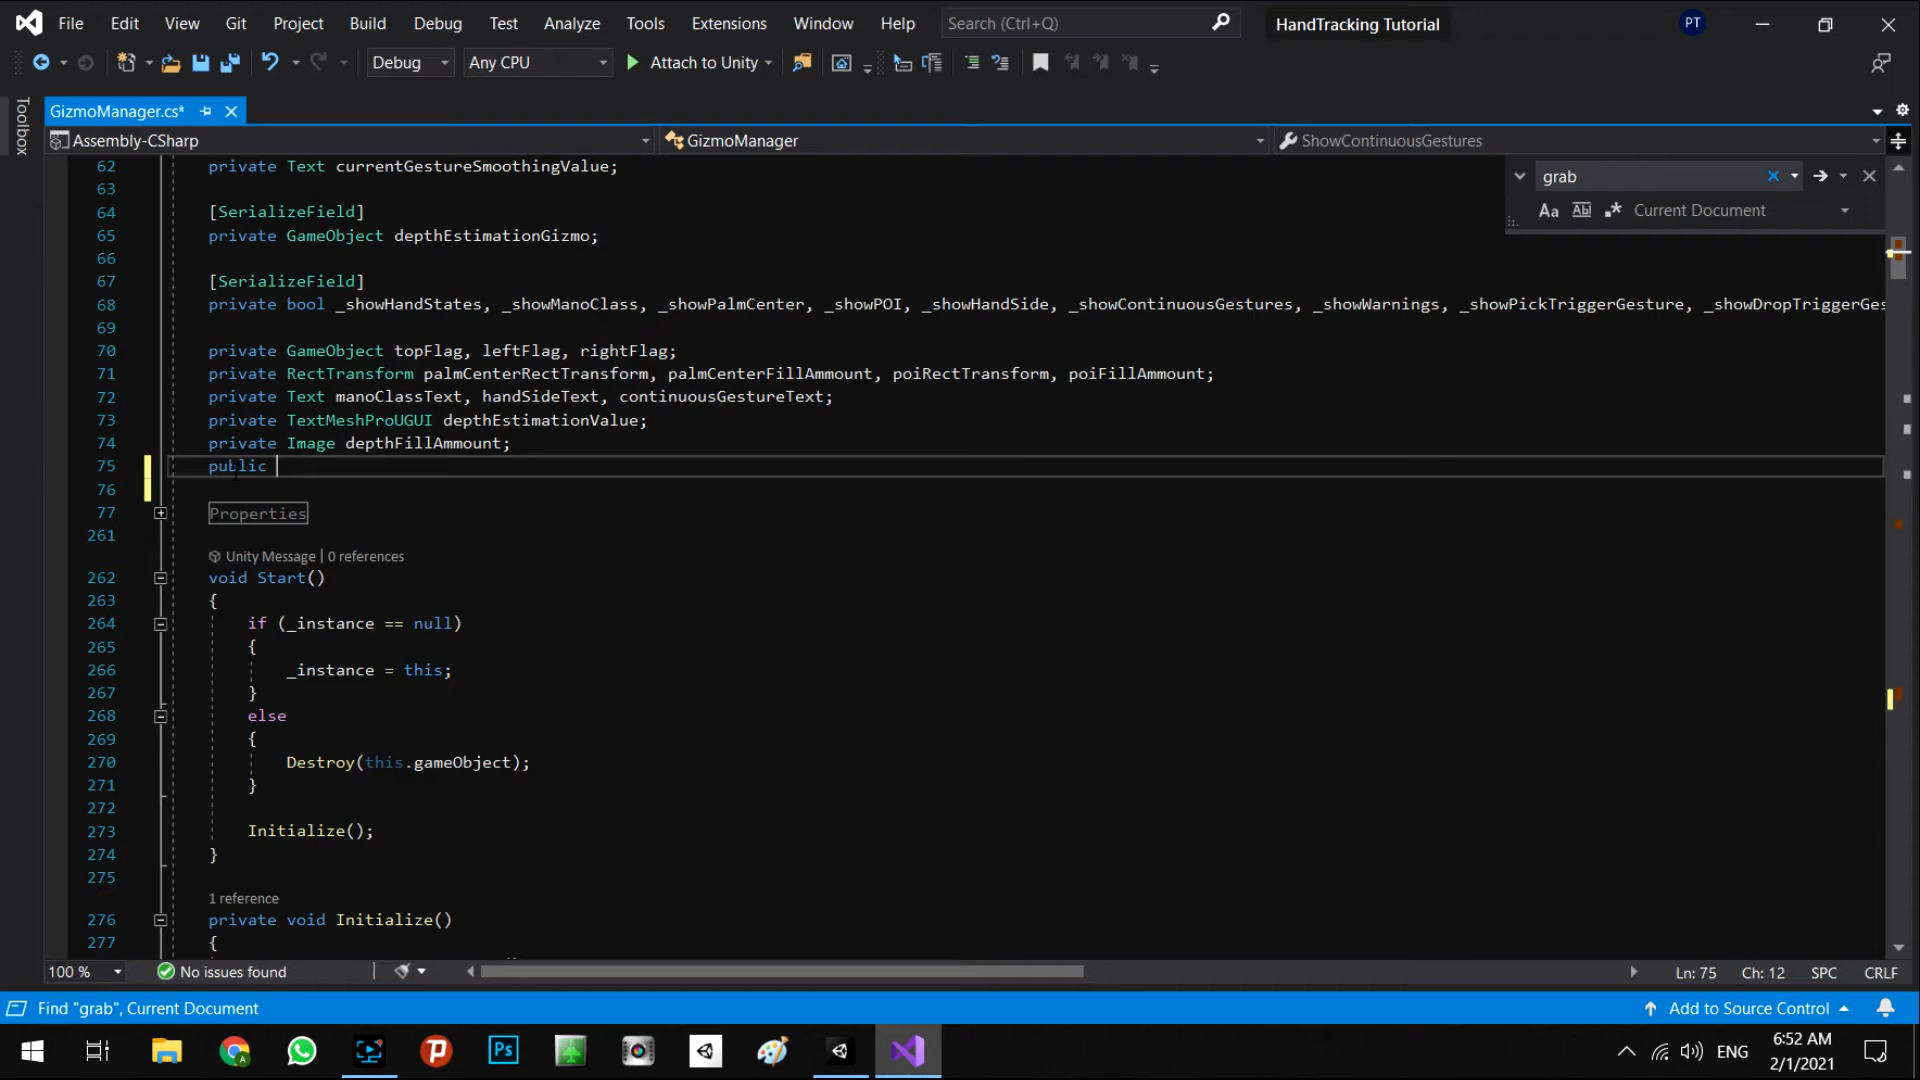 File Edit View Git Project Build Debug Test Analyze Tools Extensions Window Help Search (Ctrl+Q) HandTracking Tutorial PT
Debug Any CPU Attach to Unity
Toolbox
GizmoManager.cs*
Assembly-CSharp GizmoManager ShowContinuousGestures
grab
Aa Abl Current Document
62 private Text currentGestureSmoothingValue;
63
64 [SerializeField]
65 private GameObject depthEstimationGizmo;
66
67 [SerializeField]
68 private bool _showHandStates, _showManoClass, _showPalmCenter, _showPOI, _showHandSide, _showContinuousGestures, _showWarnings, _showPickTriggerGesture, _showDropTriggerGes
69
70 private GameObject topFlag, leftFlag, rightFlag;
71 private RectTransform palmCenterRectTransform, palmCenterFillAmmount, poiRectTransform, poiFillAmmount;
72 private Text manoClassText, handSideText, continuousGestureText;
73 private TextMeshProUGUI depthEstimationValue;
74 private Image depthFillAmmount;
75 public
76
77 Properties
261
Unity Message | 0 references
262 void Start()
263 {
264 if (_instance == null)
265 {
266 _instance = this;
267 }
268 else
269 {
270 Destroy(this.gameObject);
271 }
272
273 Initialize();
274 }
275
1 reference
276 private void Initialize()
277 {
100 % No issues found Ln: 75 Ch: 12 SPC CRLF
Find "grab", Current Document Add to Source Control
ENG 6:52 AM
2/1/2021